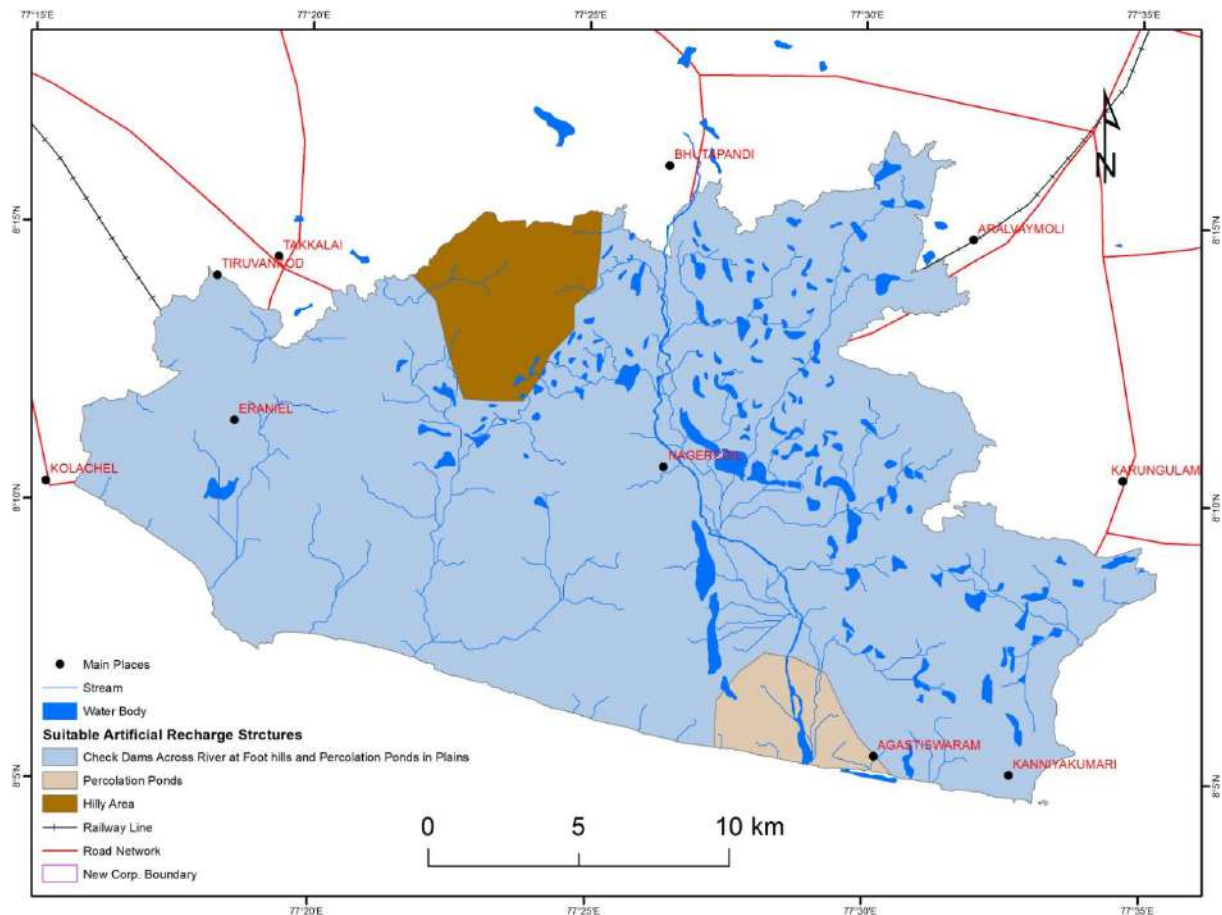 77°15'E 77°20'E 77°25'E 77°30'E 77°35'E
BHUTAPANDI
N
8°15'N 8°15'N
ARALVAYMOLI
TAKKALAI
TIRUVANKOD
ERANIEL
NAGERCOIL
KOLACHEL
KARUNGULAM
8°10'N 8°10'N
AGASTISWARAM
KANNIYAKUMARI
8°5'N 8°5'N
Main Places
Stream
Water Body
Suitable Artificial Recharge Strctures
Check Dams Across River at Foot hills and Percolation Ponds in Plains
Percolation Ponds
Hilly Area
Railway Line
Road Network
New Corp. Boundary
0 5 10 km
77°20'E 77°25'E 77°30'E 77°35'E